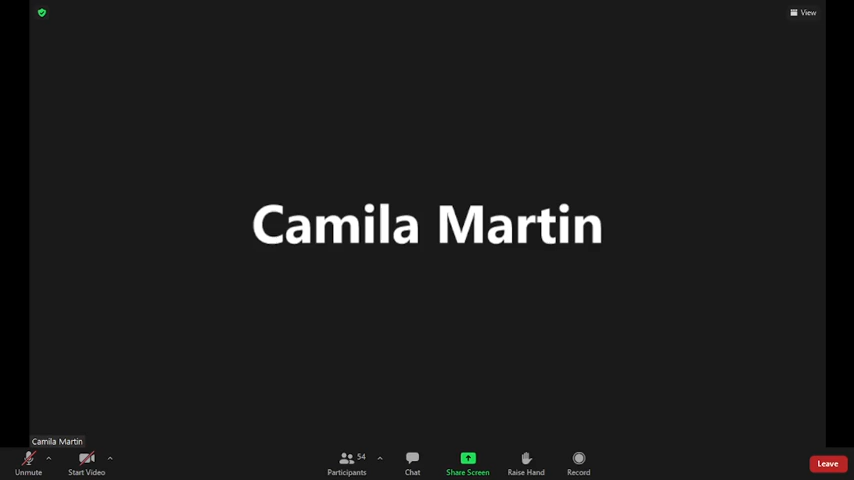 View
Camila Martin
Camila Martin
Unmute
Start Video
54
Participants
Chat
Share Screen
Raise Hand
Record
Leave